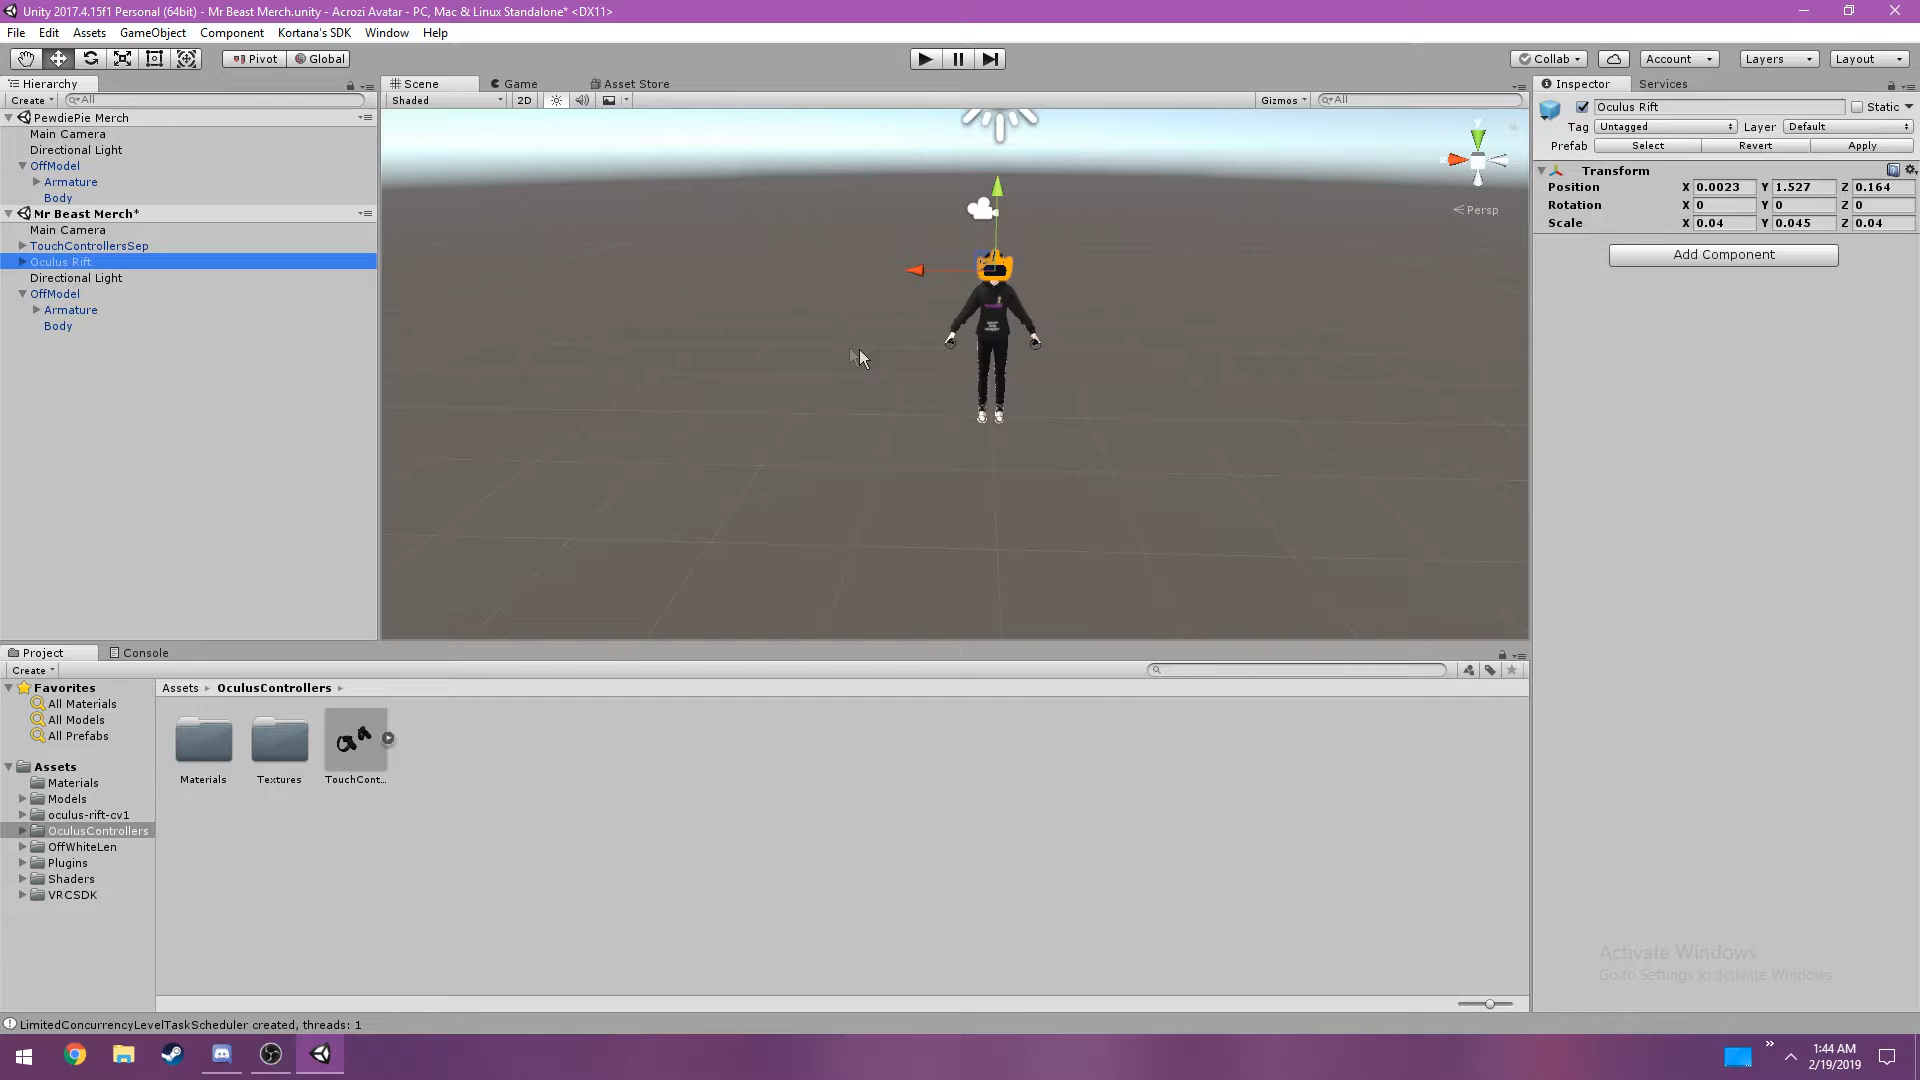 Unity 2017.4.15f1 Personal (64bit) - Mr Beast Merch.unity - Acrozi Avatar - PC, Mac & Linux Standalone* <DX11>
File Edit Assets GameObject Component Kortana's SDK Window Help
Pivot Global Collab Account Layers Layout
Hierarchy Scene Game Asset Store Inspector Services
Create All Shaded 2D Gizmos All Oculus Rift Static
PewdiePie Merch
Main Camera
Directional Light
OffModel
Armature
Body
Mr Beast Merch*
Main Camera
TouchControllersSep
Oculus Rift
Directional Light
OffModel
Armature
Body
Y
X
Persp
Tag Untagged Layer Default
Prefab Select Revert Apply
Transform
Position X 0.0023 Y 1.527 Z 0.164
Rotation X 0 Y 0 Z 0
Scale X 0.04 Y 0.045 Z 0.04
Add Component
Project Console
Create
Favorites
All Materials
All Models
All Prefabs
Assets
Materials
Models
oculus-rift-cv1
OculusControllers
OffWhiteLen
Plugins
Shaders
VRCSDK
Assets OculusControllers
Materials Textures TouchCont...
Activate Windows
Go to Settings to activate Windows
LimitedConcurrencyLevelTaskScheduler created, threads: 1
1:44 AM
2/19/2019